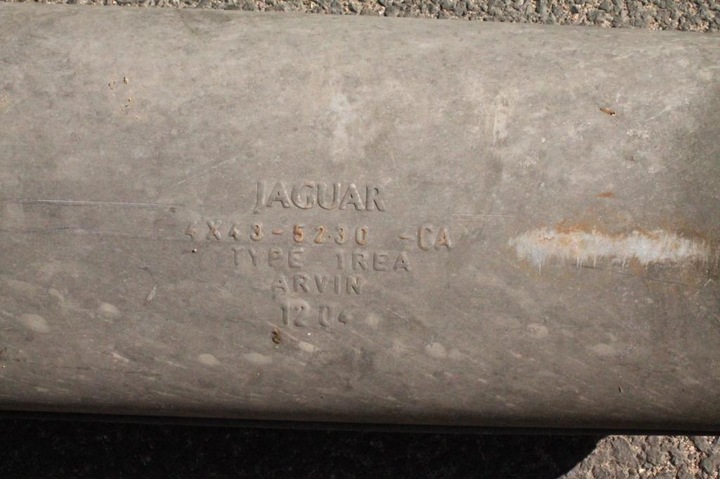 JAGUAR
4X43-5230 -CA
TYPE 1REA
ARVIN
12 04